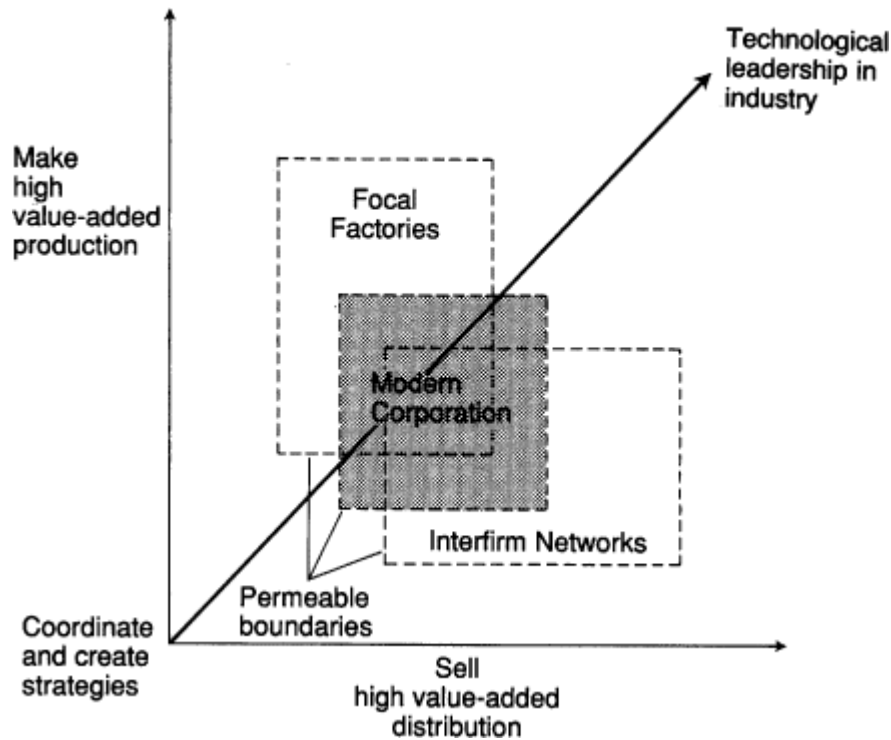 Technological
leadership in
industry
Make
high
value-added
production
Focal
Factories
Modern
Corporation
Interfirm Networks
Permeable
boundaries
Coordinate
and create
strategies
Sell
high value-added
distribution